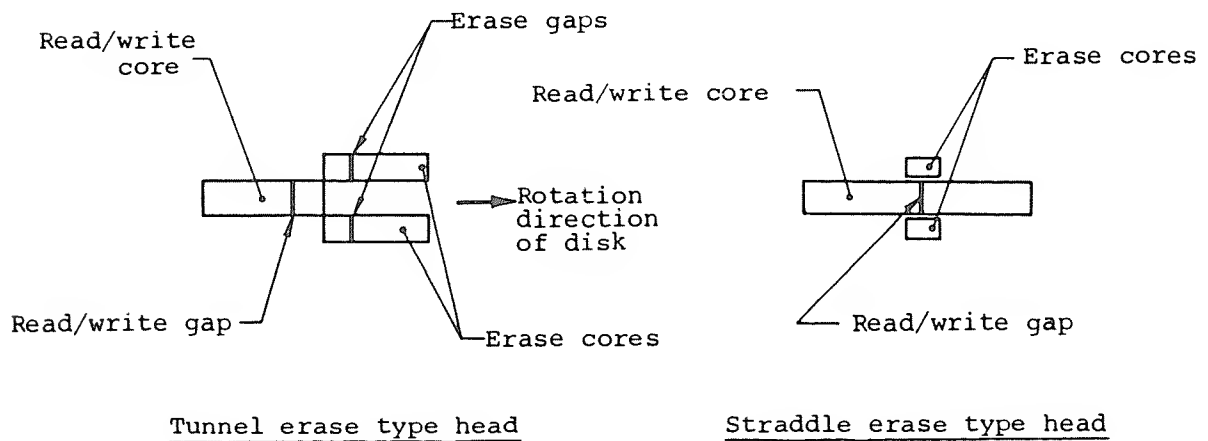 Erase gaps
Read/write
core
Erase cores
Read/write core
Rotation
direction
of disk
Read/write gap
Erase cores
Read/write gap
Tunnel erase type head
Straddle erase type head